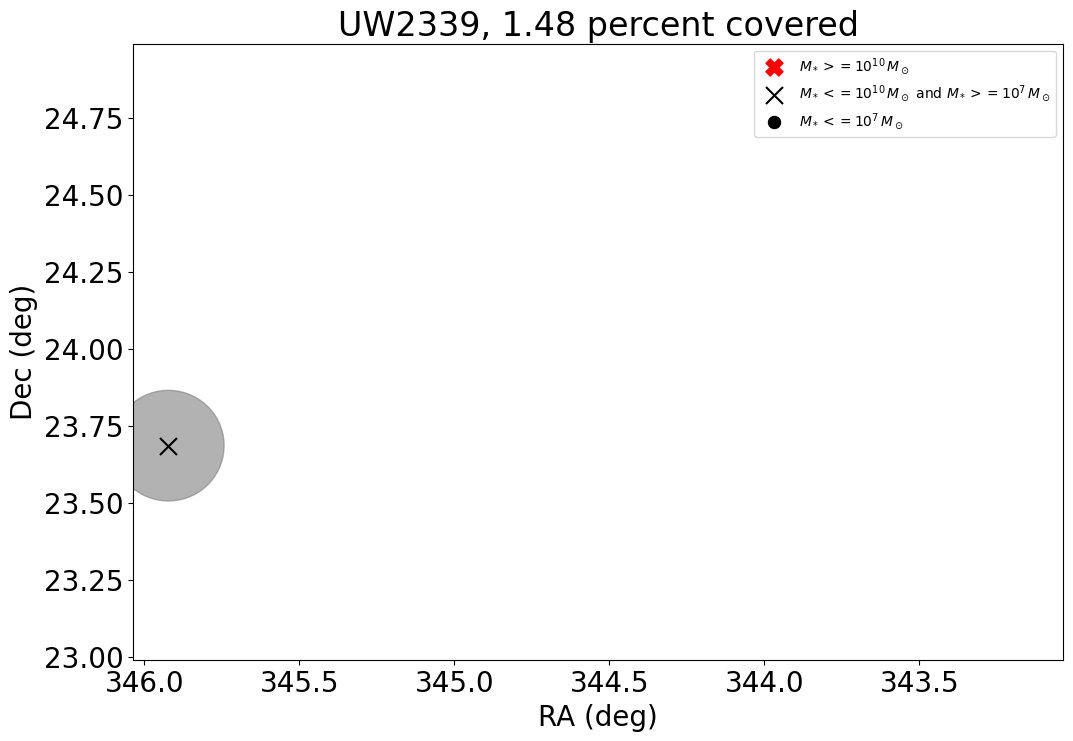 UW2339, 1.48 percent covered
M* >= 10^10 M⊙
M* <= 10^10 M⊙ and M* >= 10^7 M⊙
M* <= 10^7 M⊙
24.75
24.50
24.25
24.00
23.75
23.50
23.25
23.00
Dec (deg)
346.0 345.5 345.0 344.5 344.0 343.5
RA (deg)